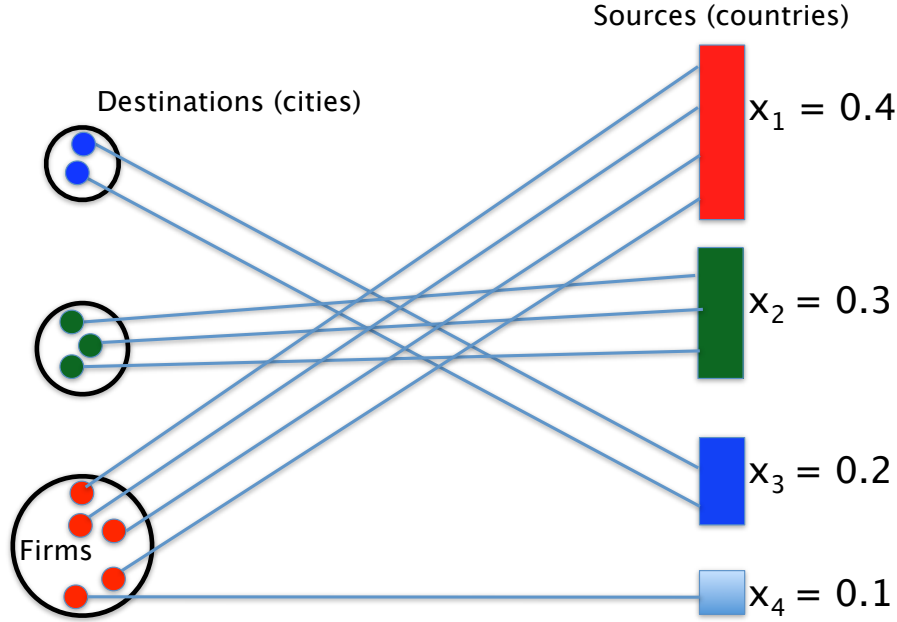 Sources (countries)
Destinations (cities)
x₁ = 0.4
x₂ = 0.3
x₃ = 0.2
Firms
x₄ = 0.1